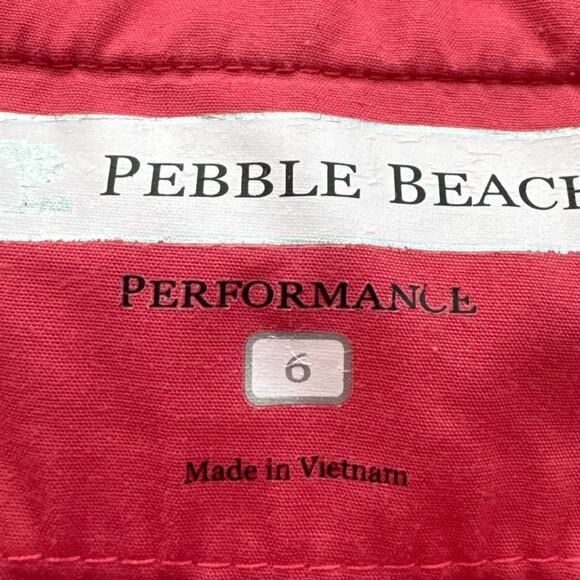 PEBBLE BEACH
PERFORMANCE
6
Made in Vietnam